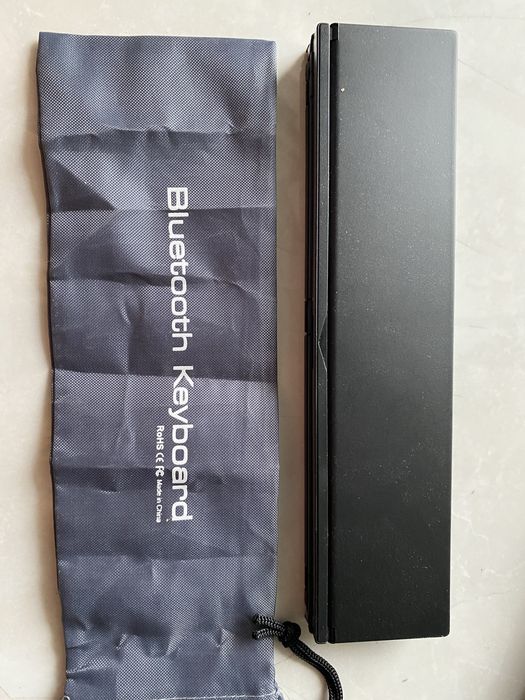 Bluetooth Keyboard
RoHS CE FC Made in China